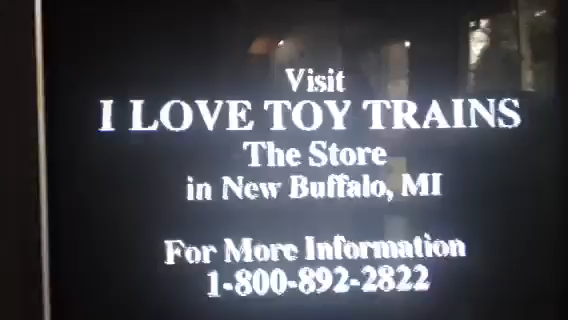 Visit
I LOVE TOY TRAINS
The Store
in New Buffalo, MI
For More Information
1-800-892-2822